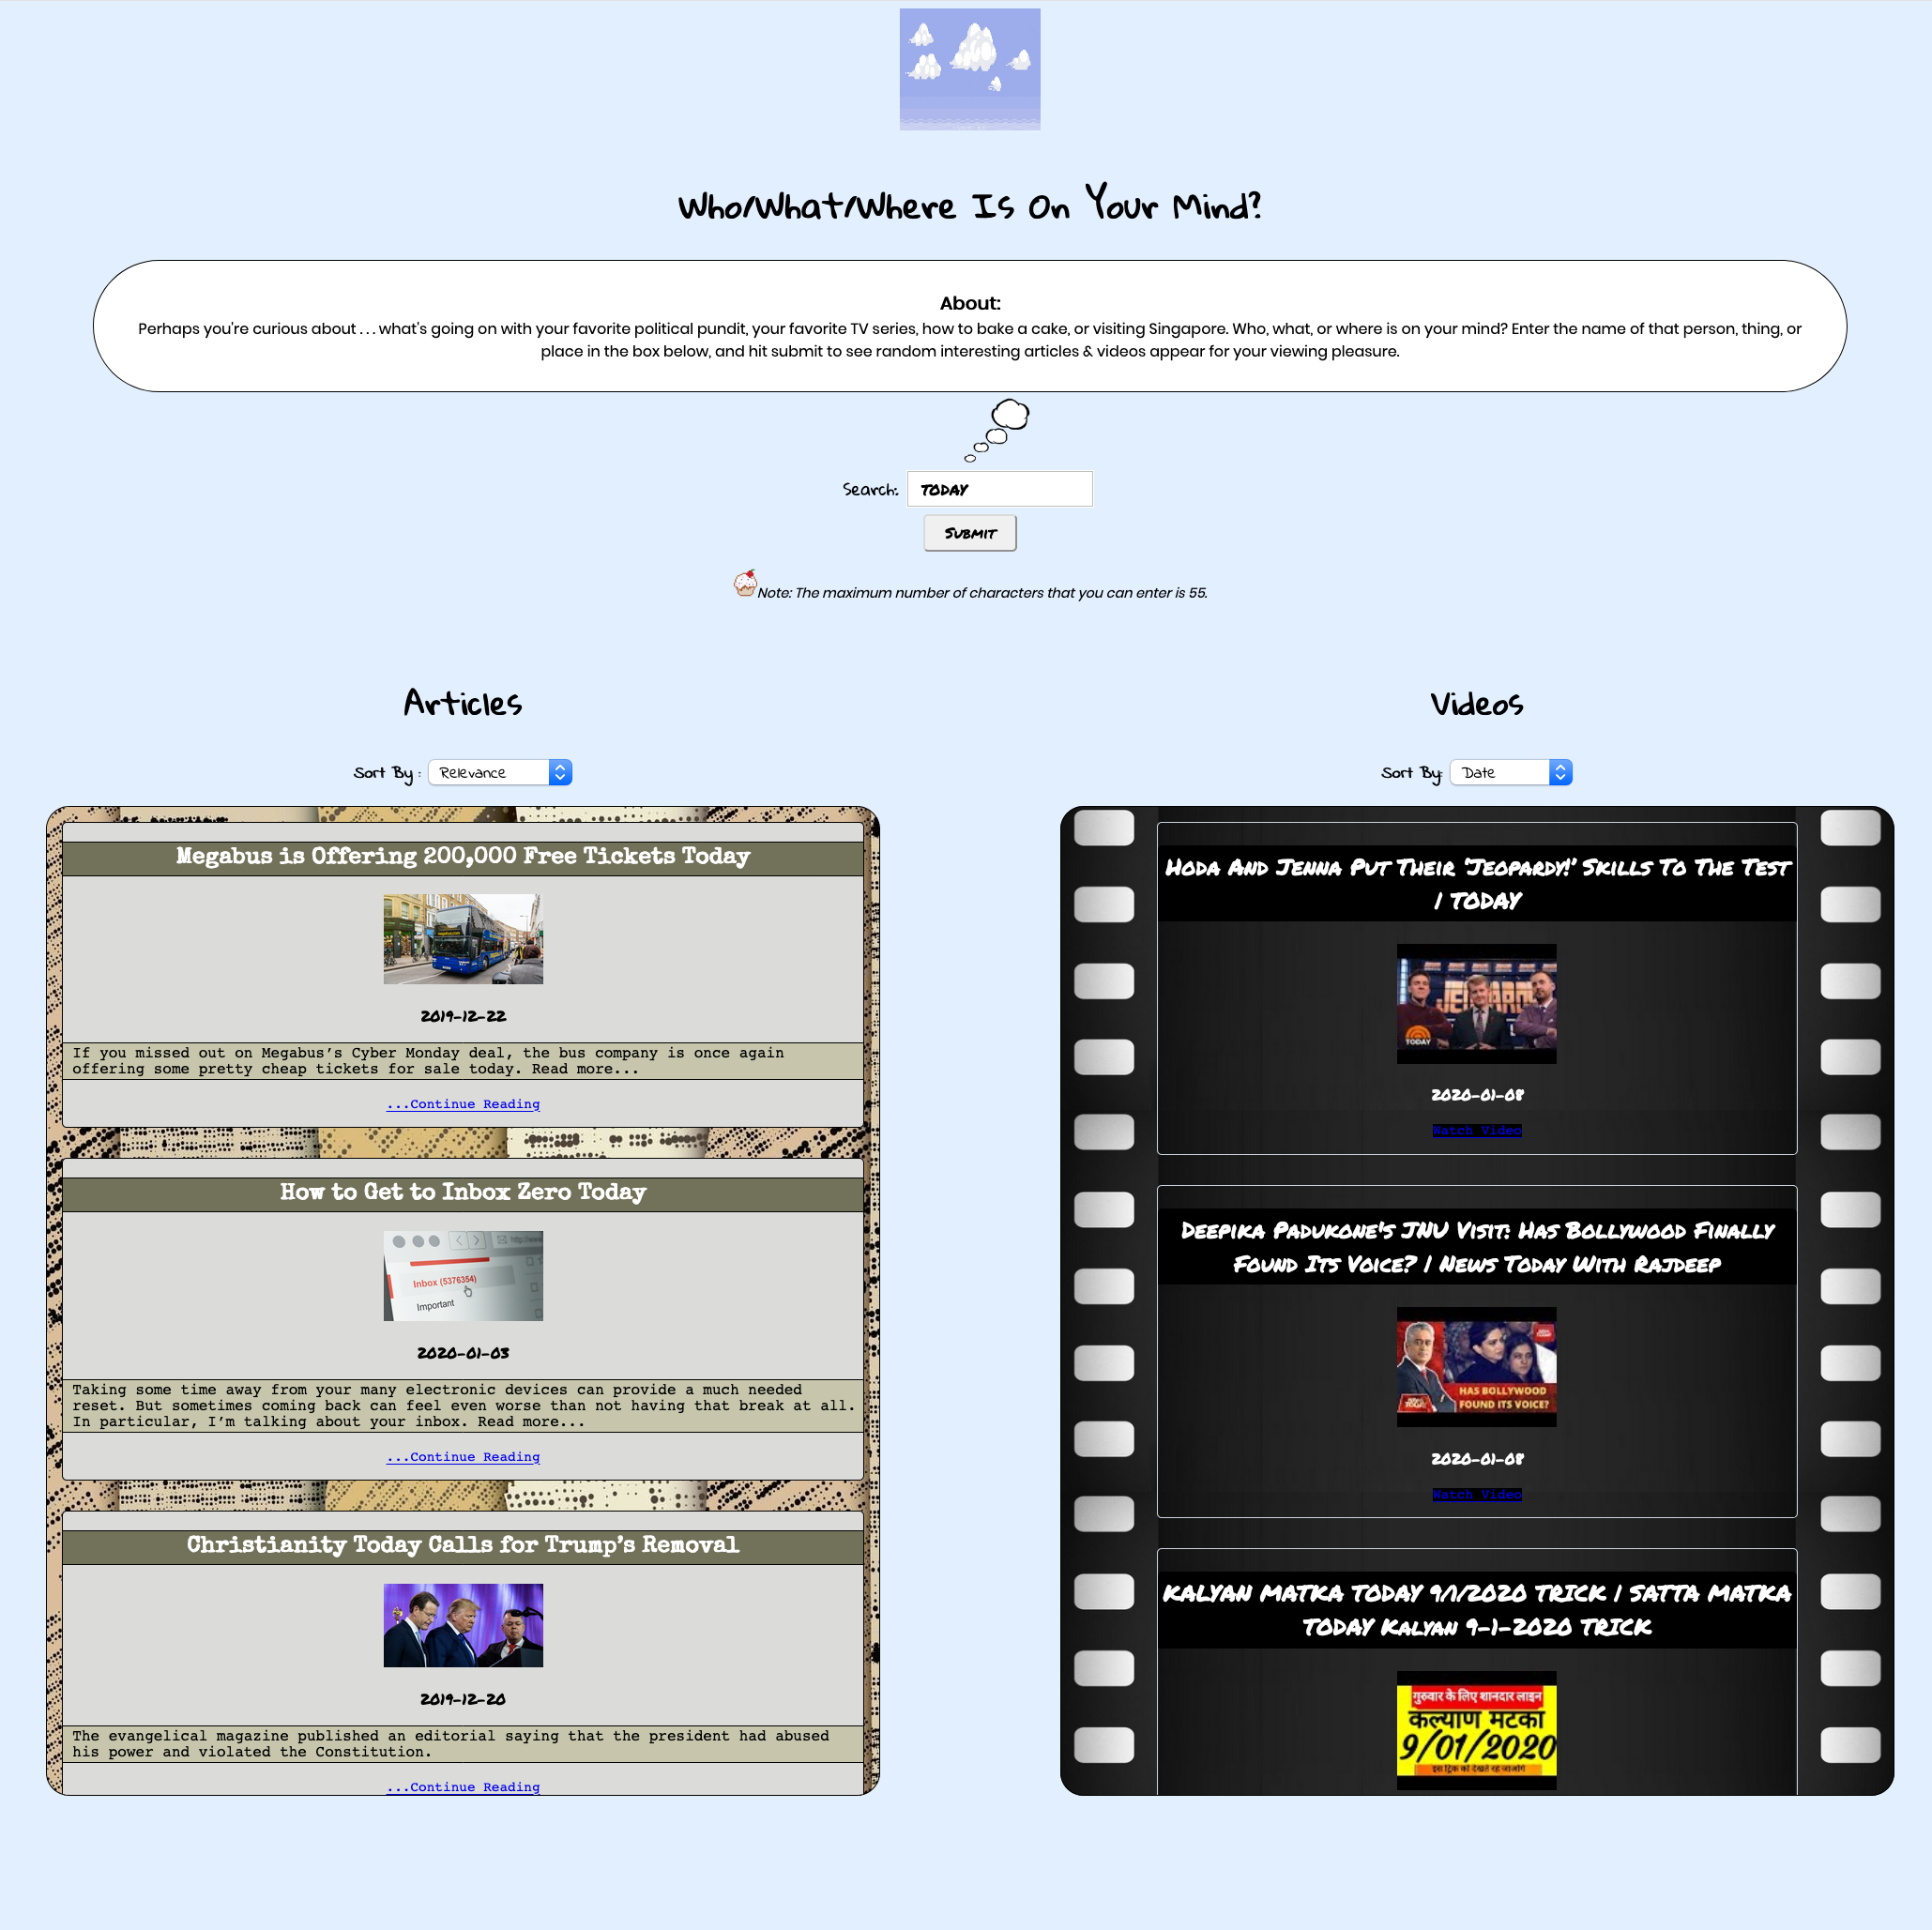 Who/What/Where Is On Your Mind?
About:
Perhaps you're curious about . . . what's going on with your favorite political pundit, your favorite TV series, how to bake a cake, or visiting Singapore. Who, what, or where is on your mind? Enter the name of that person, thing, or
place in the box below, and hit submit to see random interesting articles & videos appear for your viewing pleasure.
Search: TODAY
Submit
Note: The maximum number of characters that you can enter is 55.
Articles
Sort By : Relevance
Megabus is Offering 200,000 Free Tickets Today
2019-12-22
If you missed out on Megabus’s Cyber Monday deal, the bus company is once again
offering some pretty cheap tickets for sale today. Read more...
...Continue Reading
How to Get to Inbox Zero Today
Inbox (5376354)
Important
2020-01-03
Taking some time away from your many electronic devices can provide a much needed
reset. But sometimes coming back can feel even worse than not having that break at all.
In particular, I’m talking about your inbox. Read more...
...Continue Reading
Christianity Today Calls for Trump’s Removal
2019-12-20
The evangelical magazine published an editorial saying that the president had abused
his power and violated the Constitution.
...Continue Reading
Videos
Sort By: Date
Hoda And Jenna Put Their ‘Jeopardy!’ Skills To The Test
| TODAY
TODAY
2020-01-08
Watch Video
Deepika Padukone's JNU Visit: Has Bollywood Finally
Found Its Voice? | News Today With Rajdeep
HAS BOLLYWOOD
FOUND ITS VOICE?
2020-01-08
Watch Video
KALYAN MATKA TODAY 9/1/2020 TRICK | SATTA MATKA
TODAY Kalyan 9-1-2020 TRICK
गुरुवार के लिए शानदार लाइन
कल्याण मटका
9/01/2020